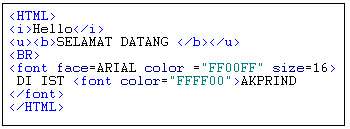 <HTML>
<i>Hello</i>
<u><b>SELAMAT DATANG </b></u>
<BR>
<font face=ARIAL color ="FF00FF" size=16>
DI IST <font color="FFFF00">AKPRIND
</font>
</HTML>